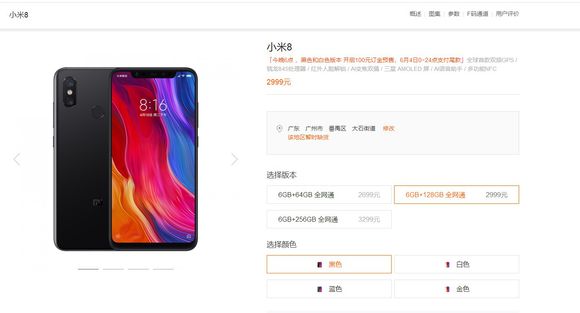 小米8
概述 | 图集 | 参数 | F码通道 | 用户评价
小米8
「今晚8点，黑色和白色版本 开启100元订金预售，6月4日0-24点支付尾款」全球首款双频GPS /
骁龙845处理器 / 红外人脸解锁 / AI变焦双摄 / 三星 AMOLED 屏 / AI语音助手 / 多功能NFC
2999元
广东 广州市 番禺区 大石街道 修改
该地区暂时缺货
选择版本
6GB+64GB 全网通 2699元
6GB+128GB 全网通 2999元
6GB+256GB 全网通 3299元
选择颜色
黑色
白色
蓝色
金色
8:16